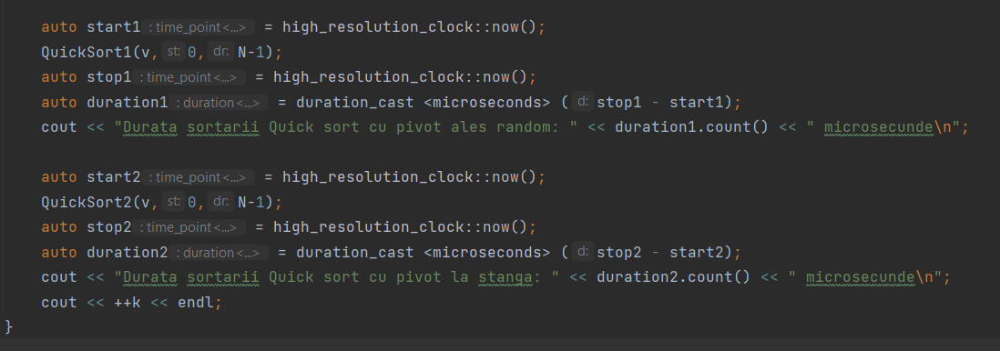 auto start1 : time_point<...> = high_resolution_clock::now();
QuickSort1(v, st: 0, dr: N-1);
auto stop1 : time_point<...> = high_resolution_clock::now();
auto duration1 : duration<...> = duration_cast <microseconds> ( d: stop1 - start1);
cout << "Durata sortarii Quick sort cu pivot ales random: " << duration1.count() << " microsecunde\n";
auto start2 : time_point<...> = high_resolution_clock::now();
QuickSort2(v, st: 0, dr: N-1);
auto stop2 : time_point<...> = high_resolution_clock::now();
auto duration2 : duration<...> = duration_cast <microseconds> ( d: stop2 - start2);
cout << "Durata sortarii Quick sort cu pivot la stanga: " << duration2.count() << " microsecunde\n";
cout << ++k << endl;
}